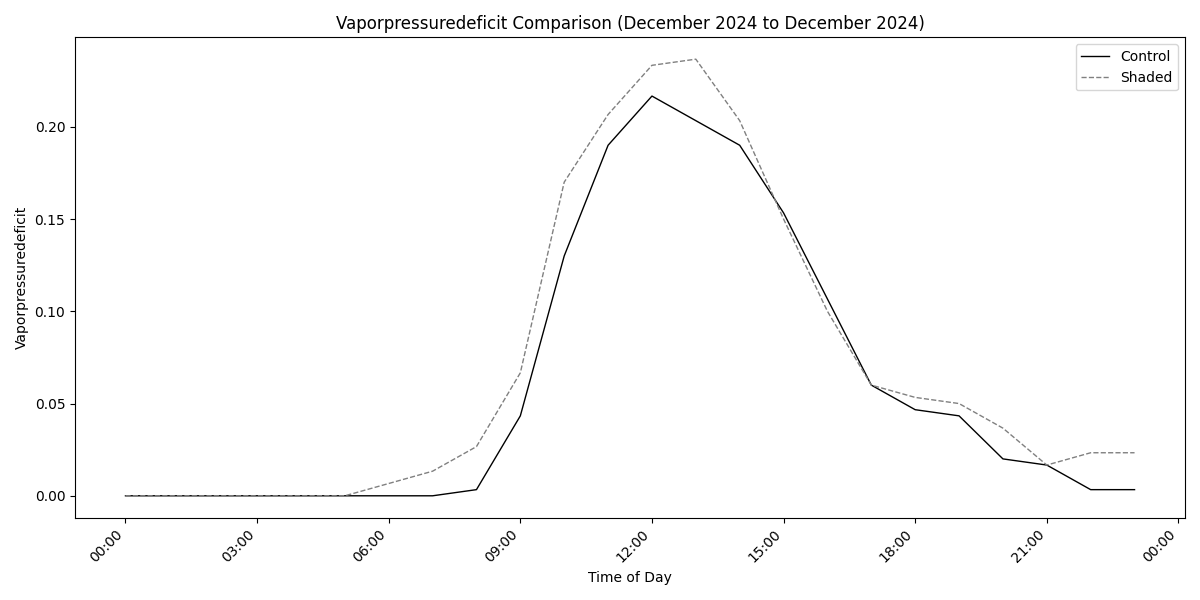 Vaporpressuredeficit Comparison (December 2024 to December 2024)
Control
Shaded
Vaporpressuredeficit
0.20
0.15
0.10
0.05
0.00
00:00
03:00
06:00
09:00
12:00
15:00
18:00
21:00
00:00
Time of Day